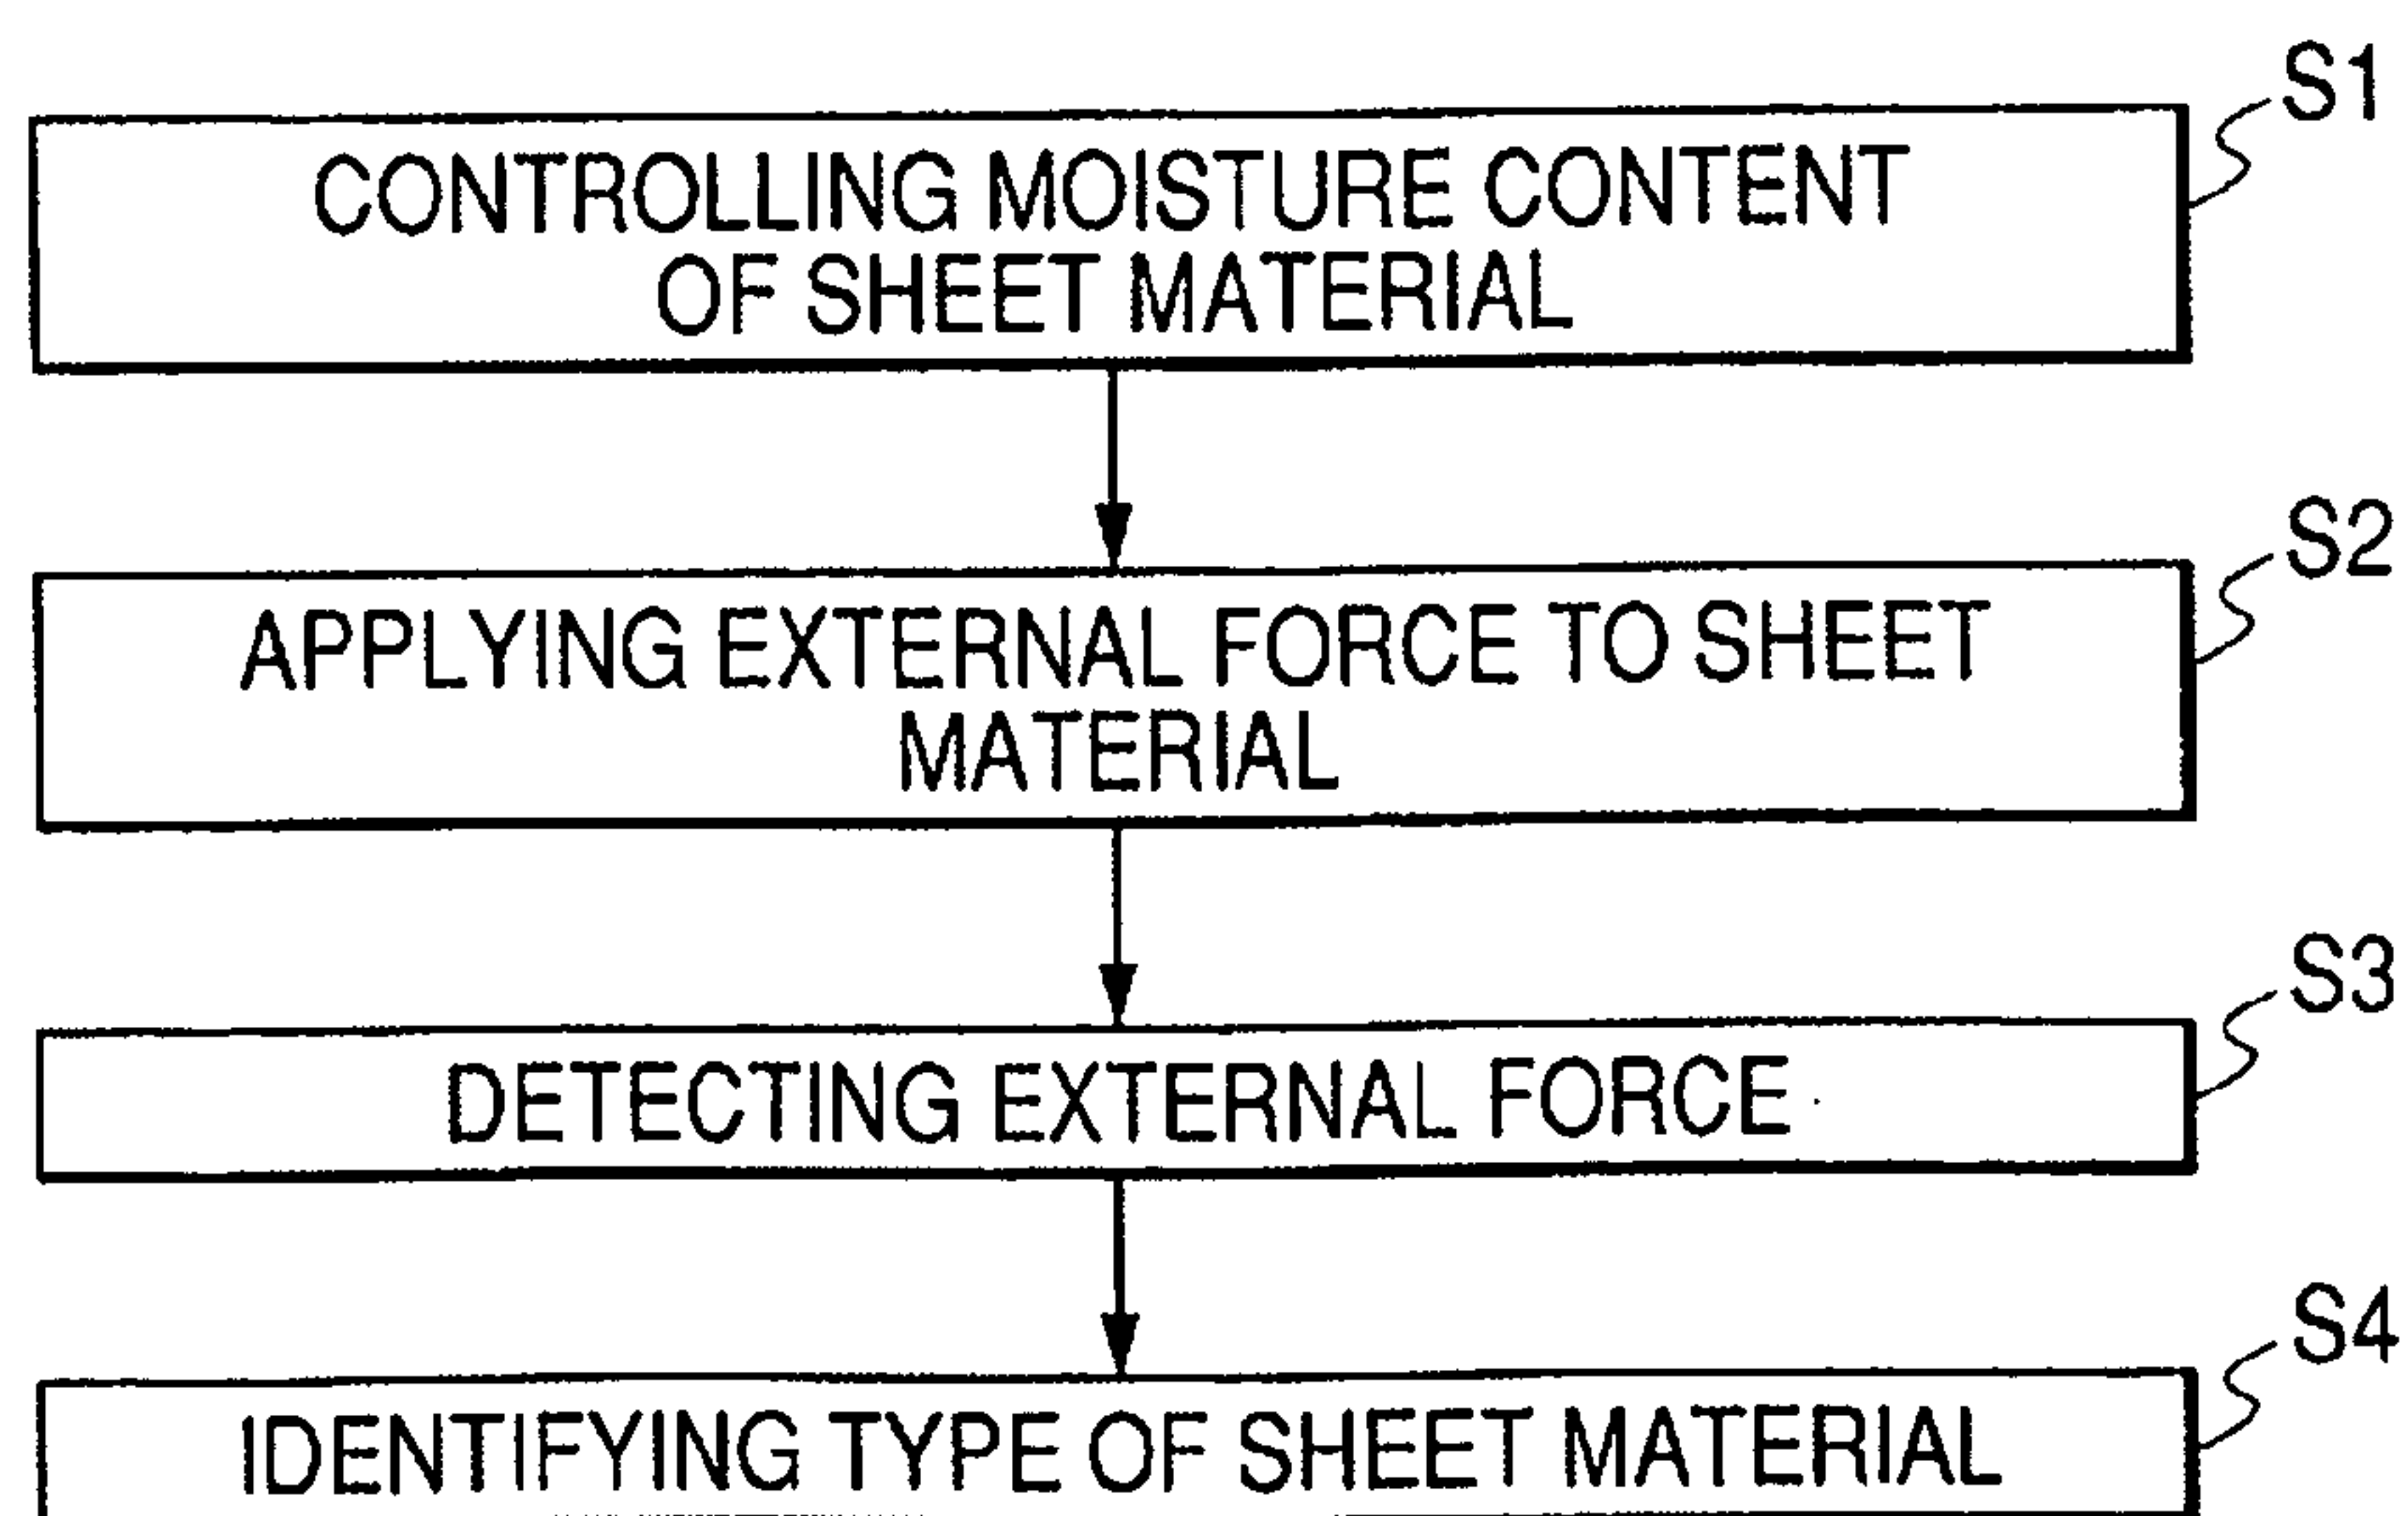 S1
CONTROLLING MOISTURE CONTENT
OF SHEET MATERIAL
S2
APPLYING EXTERNAL FORCE TO SHEET
MATERIAL
S3
DETECTING EXTERNAL FORCE
S4
IDENTIFYING TYPE OF SHEET MATERIAL